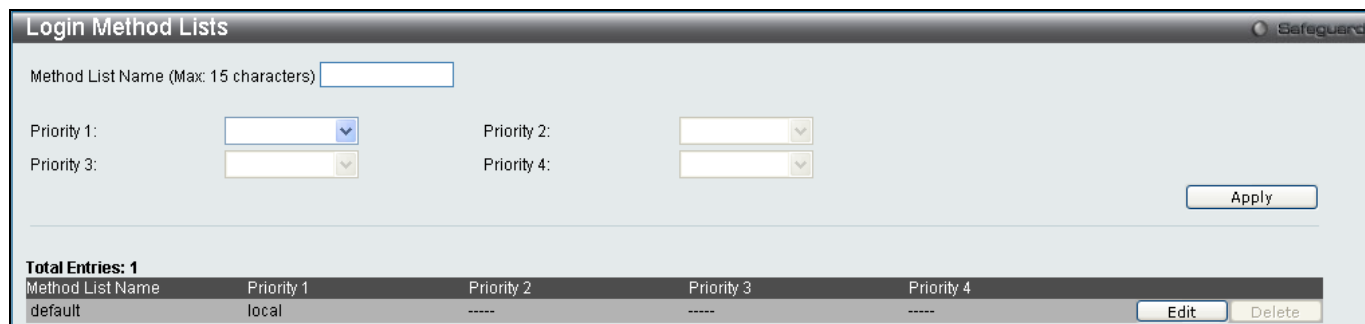 Login Method Lists
Safeguard
Method List Name (Max: 15 characters)
Priority 1: Priority 2:
Priority 3: Priority 4:
Apply
Total Entries: 1
Method List Name Priority 1 Priority 2 Priority 3 Priority 4
default local ----- ----- ----- Edit Delete